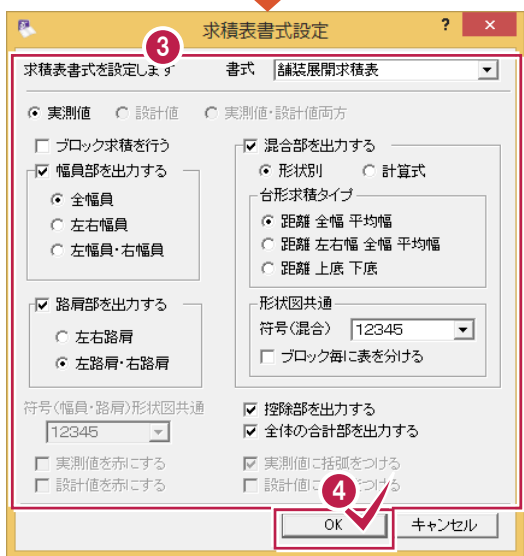 求積表書式設定 ? ×
3
求積表書式を設定します 書式 舗装展開求積表
実測値 設計値 実測値・設計値両方
ブロック求積を行う
幅員部を出力する
全幅員
左右幅員
左幅員・右幅員
路肩部を出力する
左右路肩
左路肩・右路肩
符号(幅員・路肩)形状図共通
12345
実測値を赤にする
設計値を赤にする
混合部を出力する
形状別 計算式
台形求積タイプ
距離 全幅 平均幅
距離 左右幅 全幅 平均幅
距離 上底 下底
形状図共通
符号(混合) 12345
ブロック毎に表を分ける
控除部を出力する
全体の合計部を出力する
実測値に括弧をつける
設計値に つける
4
OK キャンセル